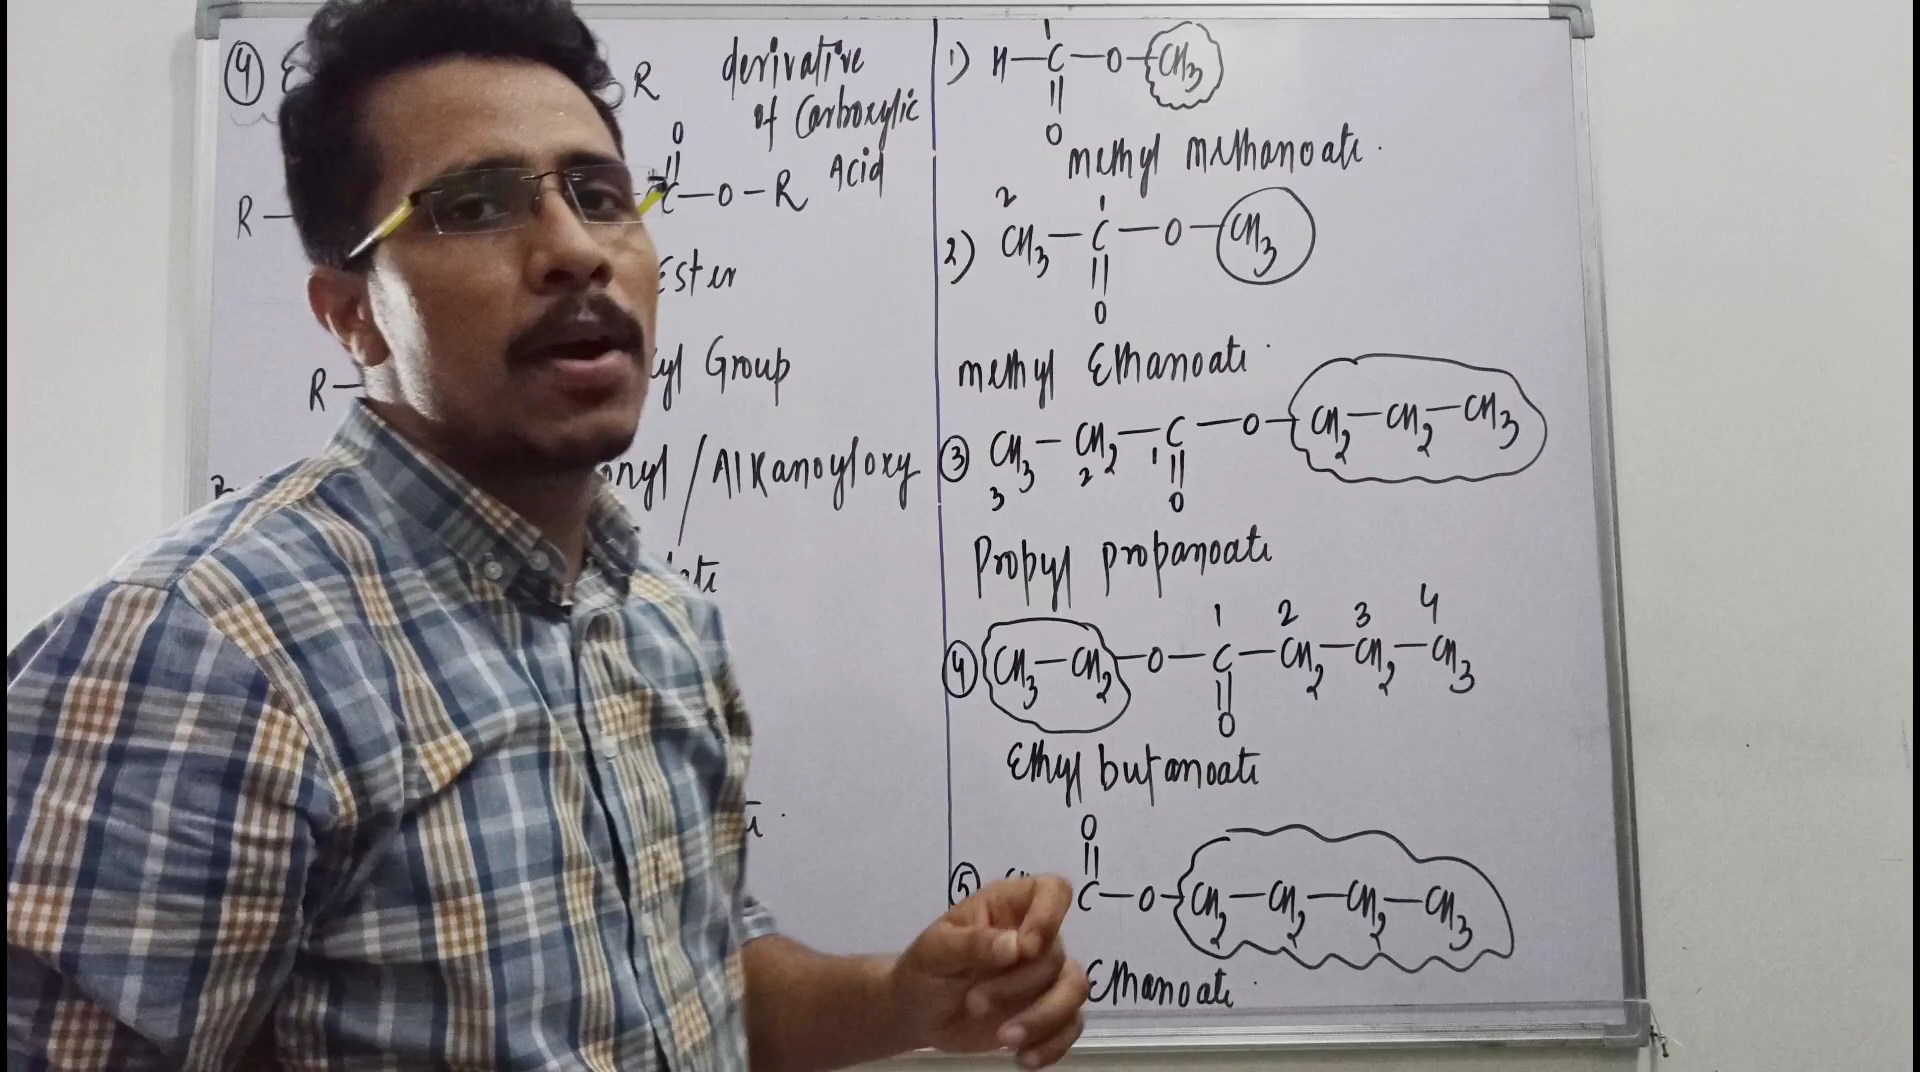 4
R
derivative
of Carboxylic
Acid
O
||
R—
C—O—R
Ester
R—
Group
/Alkanoyloxy
1) H—C—O—CH3
||
O
methyl methanoate.
2 1
2) CH3—C—O—CH3
||
O
methyl Ethanoate.
3 CH3—CH2—C—O—CH2—CH2—CH3
3 2 1 ||
O
Propyl propanoate
1 2 3 4
4 CH3—CH2—O—C—CH2—CH2—CH3
||
O
Ethyl butanoate
O
||
5 C—O—CH2—CH2—CH2—CH3
Ethanoate.